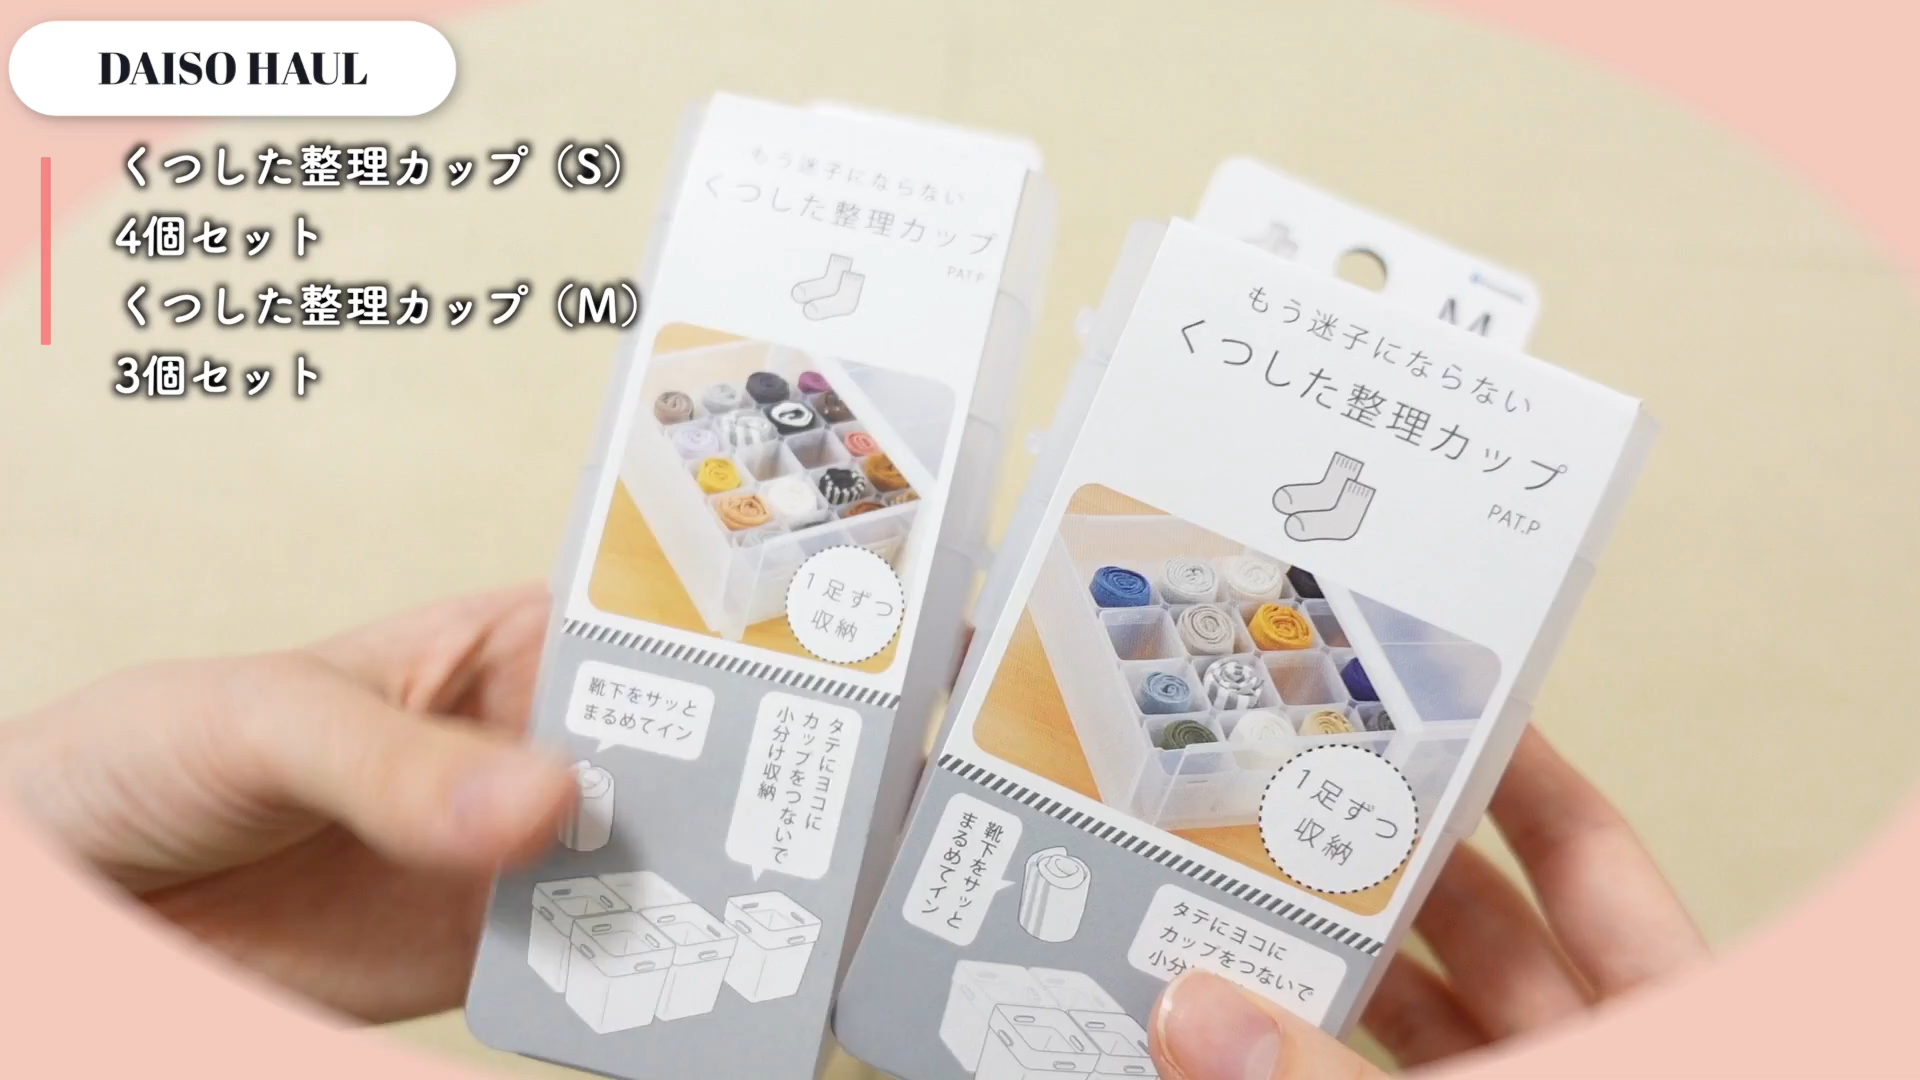 DAISO HAUL
くつした整理カップ（S）
4個セット
くつした整理カップ（M）
3個セット
もう迷子にならない
くつした整理カップ
PAT.P
1足ずつ
収納
靴下をサッと
まるめてイン
タテにヨコに
カップをつないで
小分け収納
M
もう迷子にならない
くつした整理カップ
PAT.P
1足ずつ
収納
靴下をサッと
まるめてイン
タテにヨコに
カップをつないで
小分